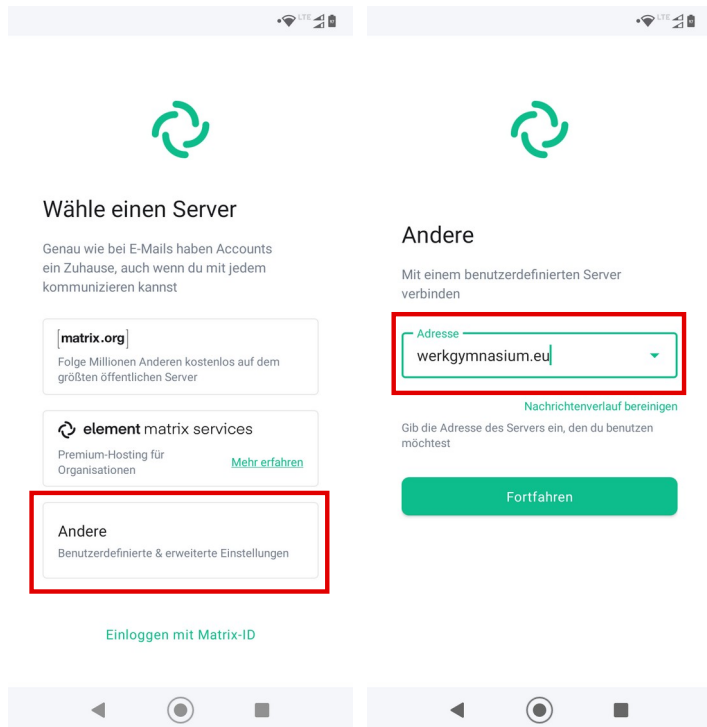 LTE
Wähle einen Server
Genau wie bei E-Mails haben Accounts
ein Zuhause, auch wenn du mit jedem
kommunizieren kannst
[matrix.org]
Folge Millionen Anderen kostenlos auf dem
größten öffentlichen Server
element matrix services
Premium-Hosting für
Organisationen
Mehr erfahren
Andere
Benutzerdefinierte & erweiterte Einstellungen
Einloggen mit Matrix-ID
LTE
Andere
Mit einem benutzerdefinierten Server
verbinden
Adresse
werkgymnasium.eu
Nachrichtenverlauf bereinigen
Gib die Adresse des Servers ein, den du benutzen
möchtest
Fortfahren